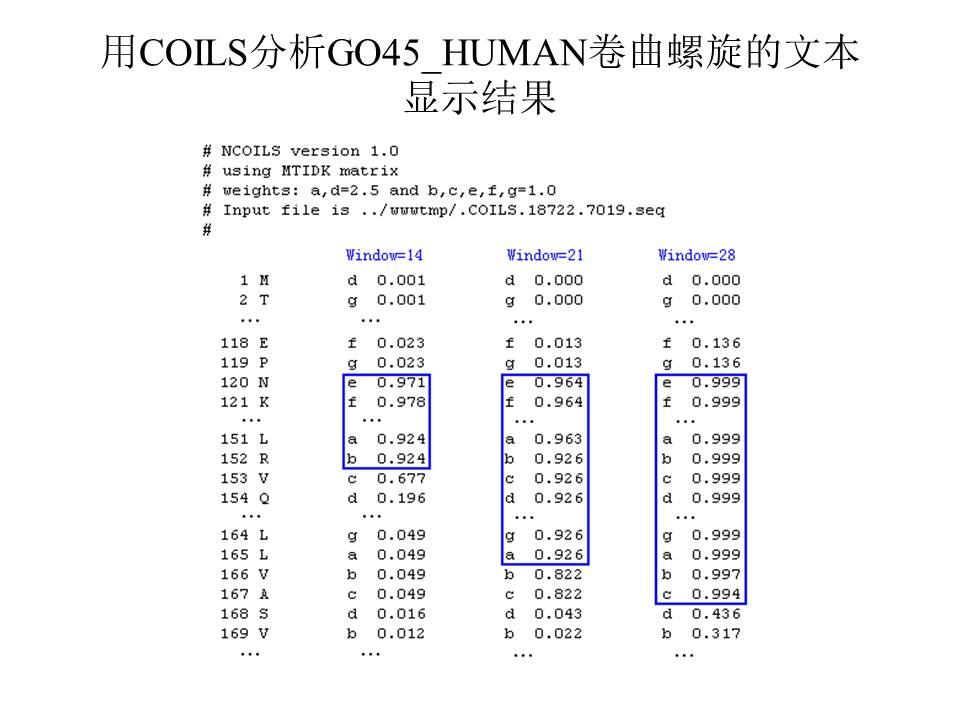 用COILS分析GO45_HUMAN卷曲螺旋的文本
显示结果
# NCOILS version 1.0
# using MTIDK matrix
# weights: a,d=2.5 and b,c,e,f,g=1.0
# Input file is ../wwwtmp/.COILS.18722.7019.seq
#
Window=14 Window=21 Window=28
1 M d 0.001 d 0.000 d 0.000
2 T g 0.001 g 0.000 g 0.000
... ... ... ...
118 E f 0.023 f 0.013 f 0.136
119 P g 0.023 g 0.013 g 0.136
120 N e 0.971 e 0.964 e 0.999
121 K f 0.978 f 0.964 f 0.999
... ... ... ...
151 L a 0.924 a 0.963 a 0.999
152 R b 0.924 b 0.926 b 0.999
153 V c 0.677 c 0.926 c 0.999
154 Q d 0.196 d 0.926 d 0.999
... ... ... ...
164 L g 0.049 g 0.926 g 0.999
165 L a 0.049 a 0.926 a 0.999
166 V b 0.049 b 0.822 b 0.997
167 A c 0.049 c 0.822 c 0.994
168 S d 0.016 d 0.043 d 0.436
169 V b 0.012 b 0.022 b 0.317
... ... ... ...